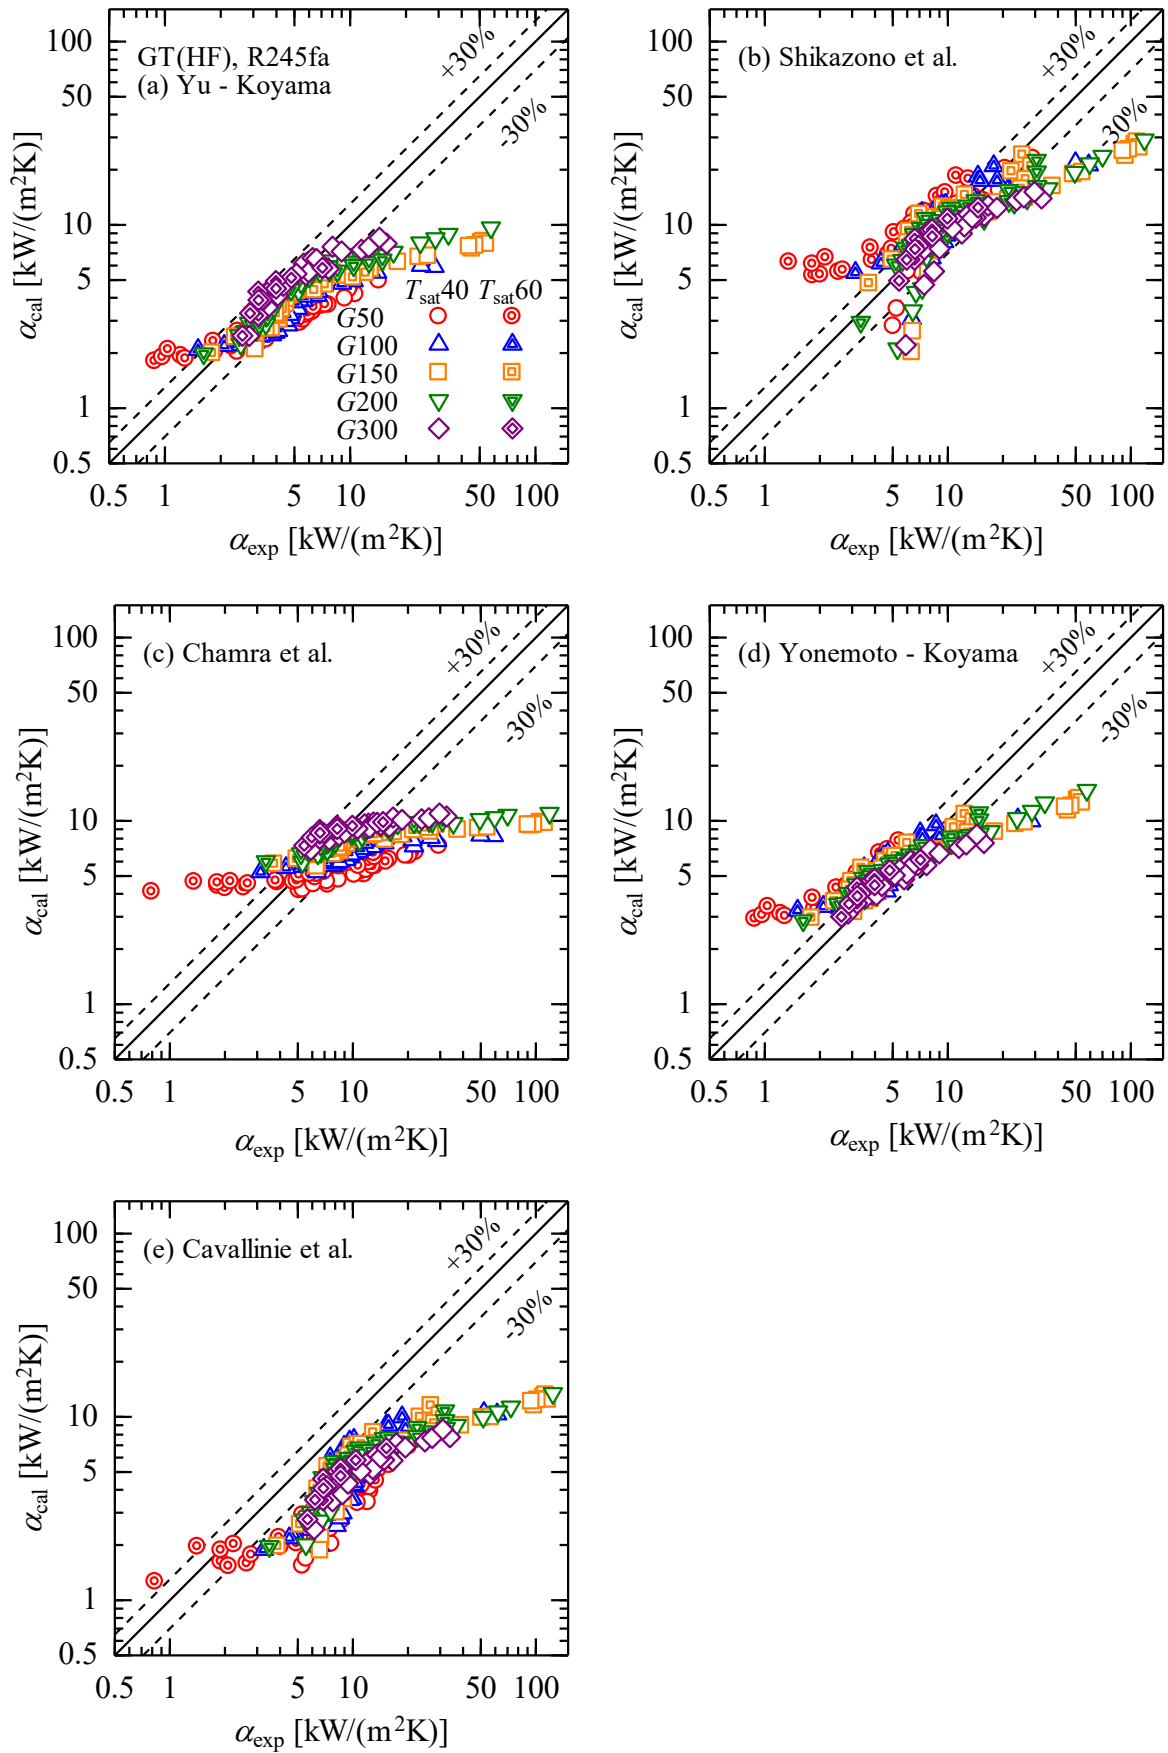 GT(HF), R245fa
(a) Yu - Koyama
+30%
-30%
100
50
10
5
1
0.5
α_cal [kW/(m²K)]
T_sat40 T_sat60
G50
G100
G150
G200
G300
0.5 1 5 10 50 100
α_exp [kW/(m²K)]
(b) Shikazono et al.
+30%
-30%
100
50
10
5
1
0.5
α_cal [kW/(m²K)]
0.5 1 5 10 50 100
α_exp [kW/(m²K)]
(c) Chamra et al.
+30%
-30%
100
50
10
5
1
0.5
α_cal [kW/(m²K)]
0.5 1 5 10 50 100
α_exp [kW/(m²K)]
(d) Yonemoto - Koyama
+30%
-30%
100
50
10
5
1
0.5
α_cal [kW/(m²K)]
0.5 1 5 10 50 100
α_exp [kW/(m²K)]
(e) Cavallinie et al.
+30%
-30%
100
50
10
5
1
0.5
α_cal [kW/(m²K)]
0.5 1 5 10 50 100
α_exp [kW/(m²K)]